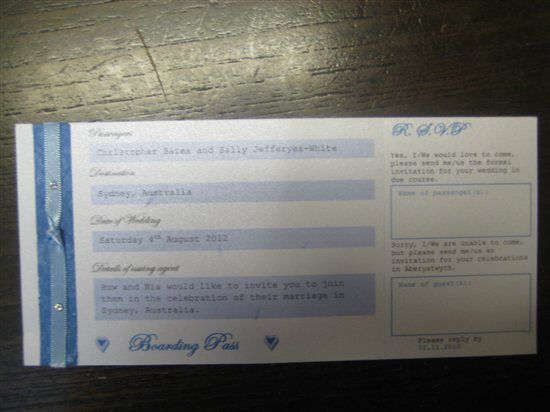 Passengers
Christopher Bates and Sally Jefferyes-White
Destination
Sydney, Australia
Date of Wedding
Saturday 4th August 2012
Details of issuing agent
Huw and Nia would like to invite you to join
them in the celebration of their marriage in
Sydney, Australia.
Boarding Pass
R.S.V.P
Yes, I/We would love to come,
please send me/us the formal
invitation for your wedding in
due course.
Name of passenger(s):
Sorry, I/We are unable to come,
but please send me/us an
invitation for your celebrations
in Aberystwyth.
Name of guest(s):
Please reply by
01.11.2010